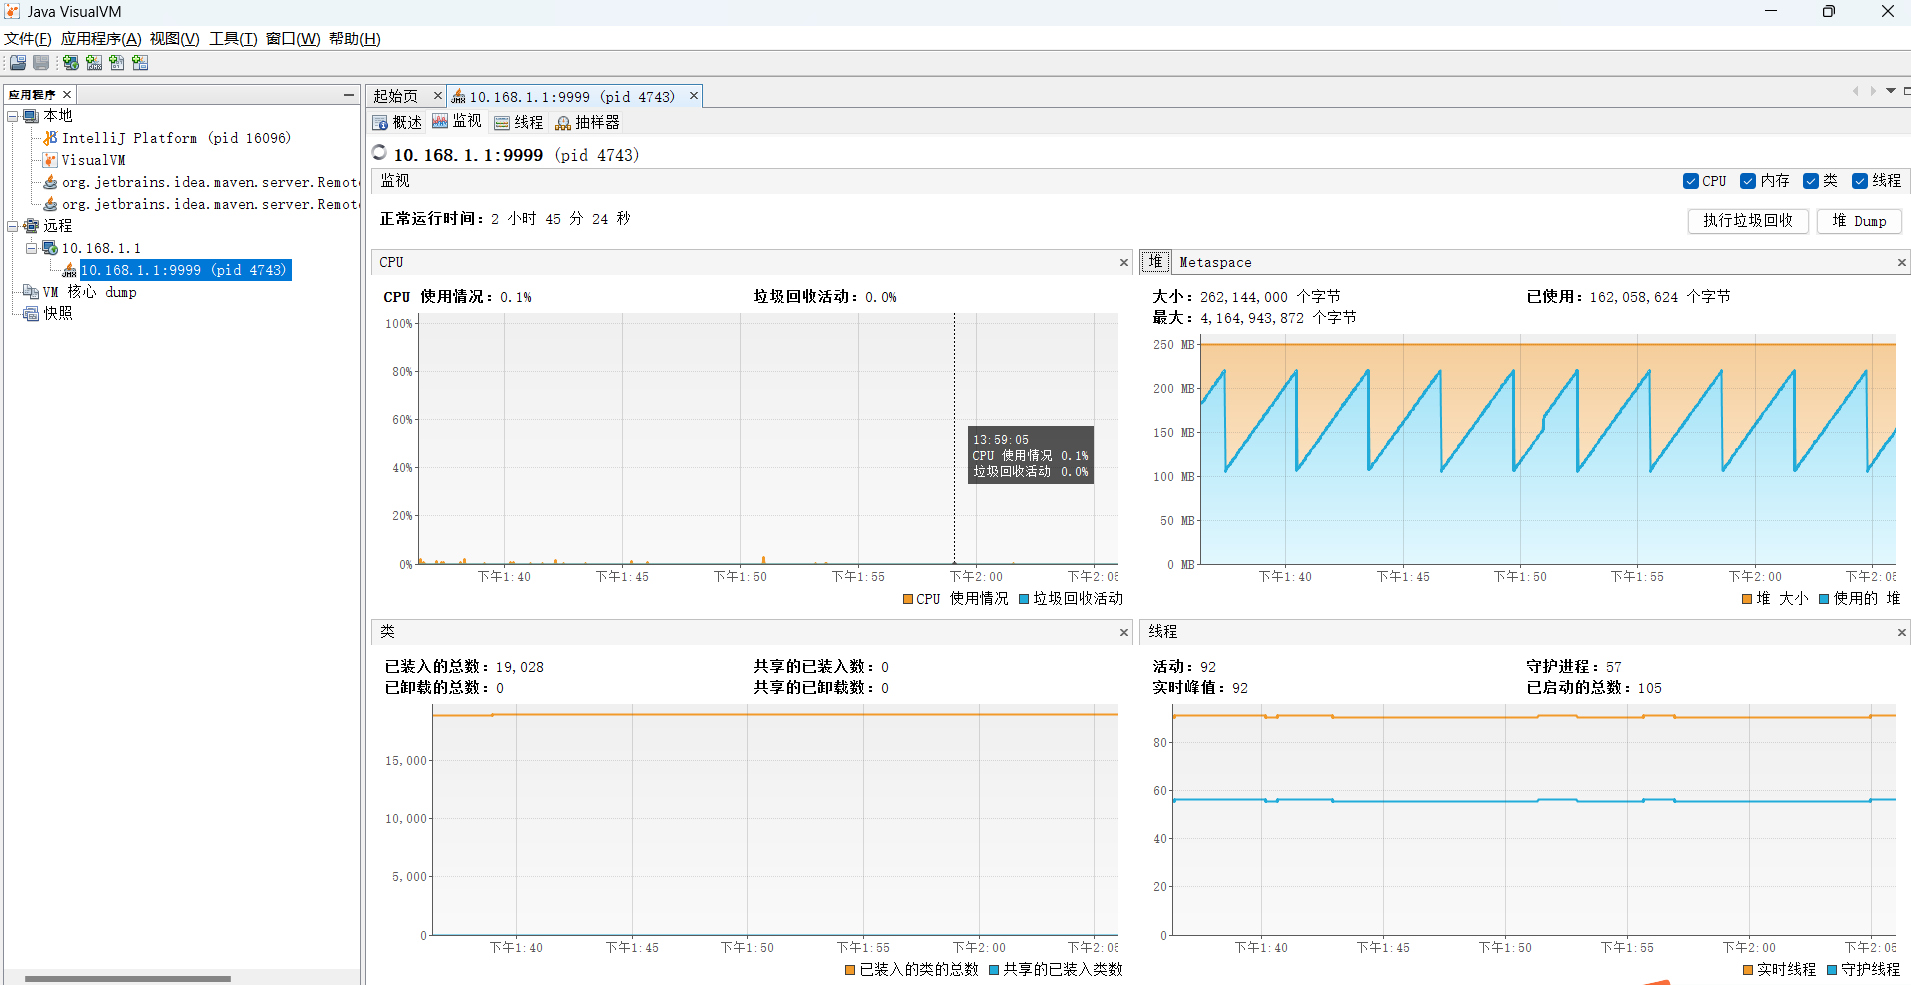 Java VisualVM
文件(F) 应用程序(A) 视图(V) 工具(T) 窗口(W) 帮助(H)
应用程序
本地
IntelliJ Platform (pid 16096)
VisualVM
org.jetbrains.idea.maven.server.Remote
org.jetbrains.idea.maven.server.Remote
远程
10.168.1.1
10.168.1.1:9999 (pid 4743)
VM 核心 dump
快照
起始页
10.168.1.1:9999 (pid 4743)
概述 监视 线程 抽样器
10.168.1.1:9999 (pid 4743)
监视
CPU 内存 类 线程
正常运行时间: 2 小时 45 分 24 秒
执行垃圾回收 堆 Dump
CPU
CPU 使用情况: 0.1% 垃圾回收活动: 0.0%
100%
80%
60%
40%
20%
0%
13:59:05
CPU 使用情况 0.1%
垃圾回收活动 0.0%
下午1:40 下午1:45 下午1:50 下午1:55 下午2:00 下午2:05
CPU 使用情况 垃圾回收活动
堆 Metaspace
大小: 262,144,000 个字节 已使用: 162,058,624 个字节
最大: 4,164,943,872 个字节
250 MB
200 MB
150 MB
100 MB
50 MB
0 MB
下午1:40 下午1:45 下午1:50 下午1:55 下午2:00 下午2:05
堆 大小 使用的 堆
类
已装入的总数: 19,028 共享的已装入数: 0
已卸载的总数: 0 共享的已卸载数: 0
15,000
10,000
5,000
0
下午1:40 下午1:45 下午1:50 下午1:55 下午2:00 下午2:05
已装入的类的总数 共享的已装入类数
线程
活动: 92 守护进程: 57
实时峰值: 92 已启动的总数: 105
80
60
40
20
0
下午1:40 下午1:45 下午1:50 下午1:55 下午2:00 下午2:05
实时线程 守护线程